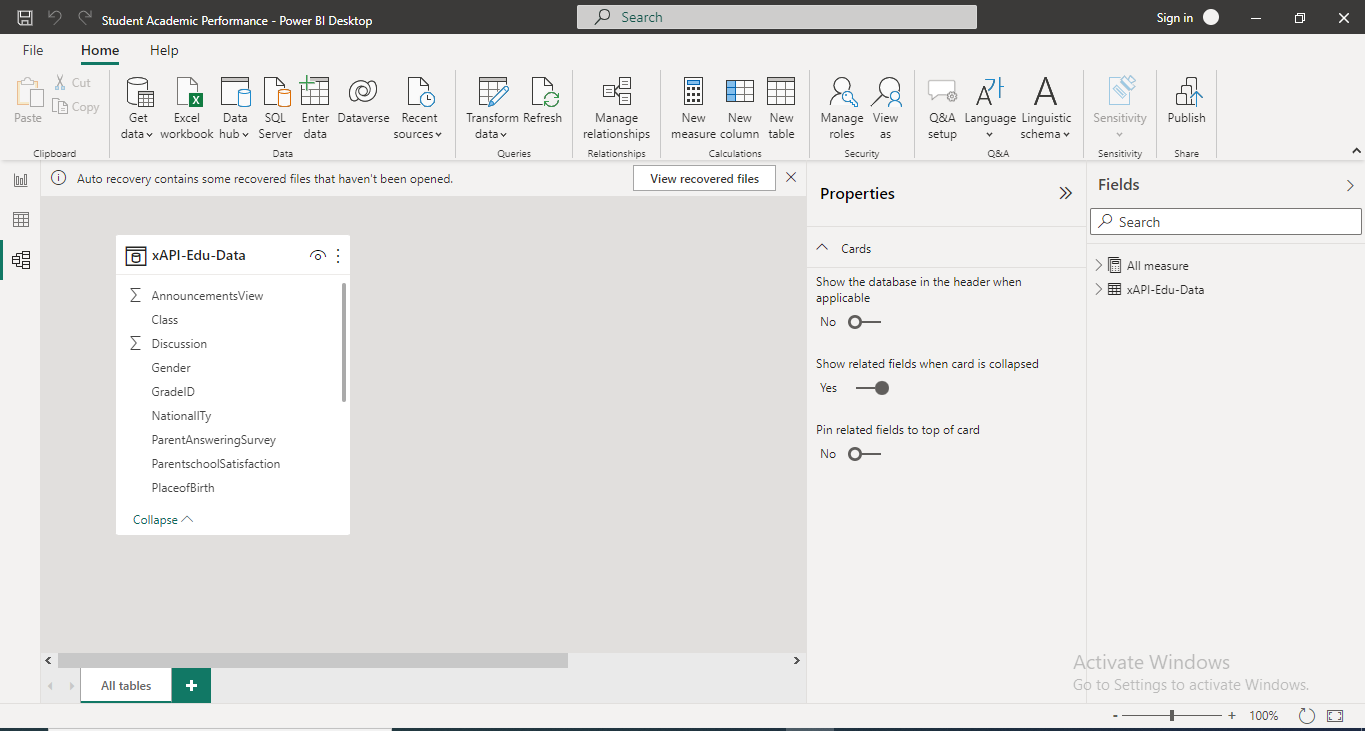 Student Academic Performance - Power BI Desktop
Search
Sign in
File
Home
Help
Paste
Cut
Copy
Clipboard
Get data
Excel workbook
Data hub
SQL Server
Enter data
Dataverse
Recent sources
Data
Transform data
Refresh
Queries
Manage relationships
Relationships
New measure
New column
New table
Calculations
Manage roles
View as
Security
Q&A setup
Language
Linguistic schema
Q&A
Sensitivity
Sensitivity
Publish
Share
Auto recovery contains some recovered files that haven't been opened.
View recovered files
xAPI-Edu-Data
AnnouncementsView
Class
Discussion
Gender
GradeID
NationalITy
ParentAnsweringSurvey
ParentschoolSatisfaction
PlaceofBirth
Collapse
Properties
Cards
Show the database in the header when
applicable
No
Show related fields when card is collapsed
Yes
Pin related fields to top of card
No
Fields
Search
All measure
xAPI-Edu-Data
All tables
Activate Windows
Go to Settings to activate Windows.
- + 100%